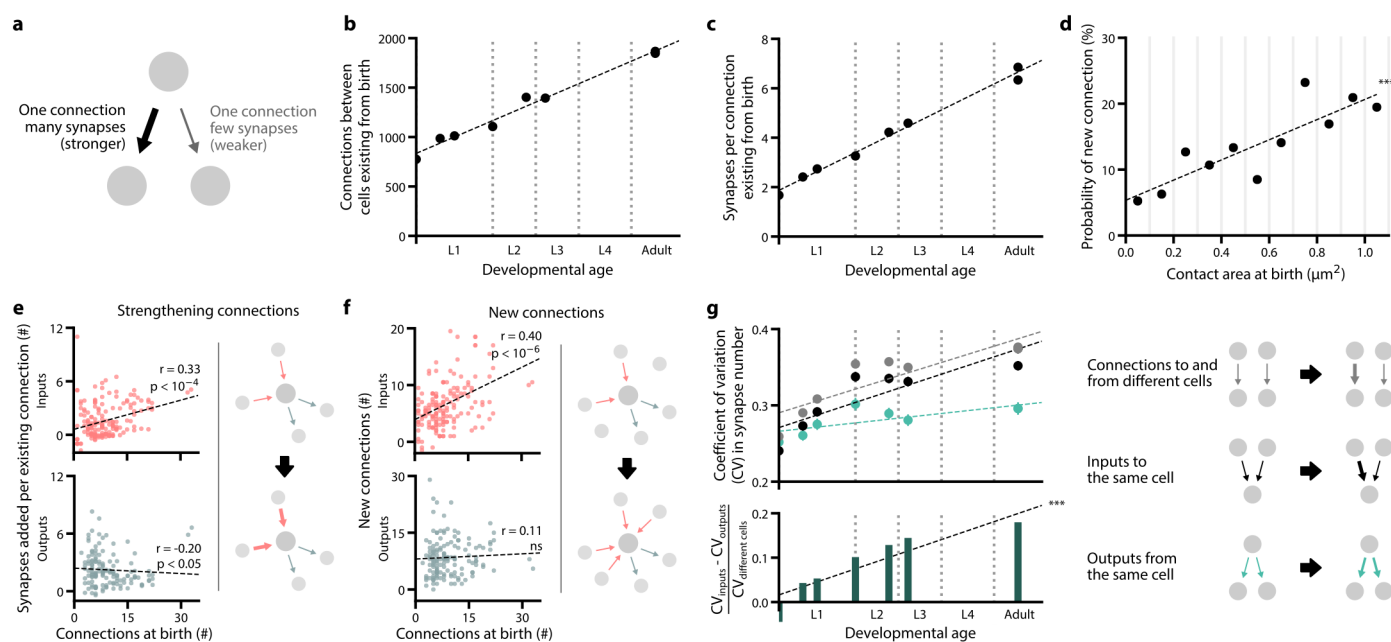 a
One connection
many synapses
(stronger)
One connection
few synapses
(weaker)
b
Connections between
cells existing from birth
2000
1500
1000
500
0
L1
L2
L3
L4
Adult
Developmental age
c
Synapses per connection
existing from birth
8
6
4
2
0
L1
L2
L3
L4
Adult
Developmental age
d
Probability of new connection (%)
30
20
10
0
***
0.0
0.2
0.4
0.6
0.8
1.0
Contact area at birth (µm²)
e
Strengthening connections
Synapses added per existing connection (#)
Inputs
12
6
0
r = 0.33
p < 10⁻⁴
0
15
30
Outputs
12
6
0
r = -0.20
p < 0.05
0
15
30
Connections at birth (#)
f
New connections
New connections (#)
Inputs
20
10
0
r = 0.40
p < 10⁻⁶
0
15
30
Outputs
30
15
0
r = 0.11
ns
0
15
30
Connections at birth (#)
g
Coefficient of variation
(CV) in synapse number
0.4
0.3
0.2
CVinputs - CVoutputs
CVdifferent cells
0.2
0.1
0.0
***
L1
L2
L3
L4
Adult
Developmental age
Connections to and
from different cells
Inputs to
the same cell
Outputs from
the same cell